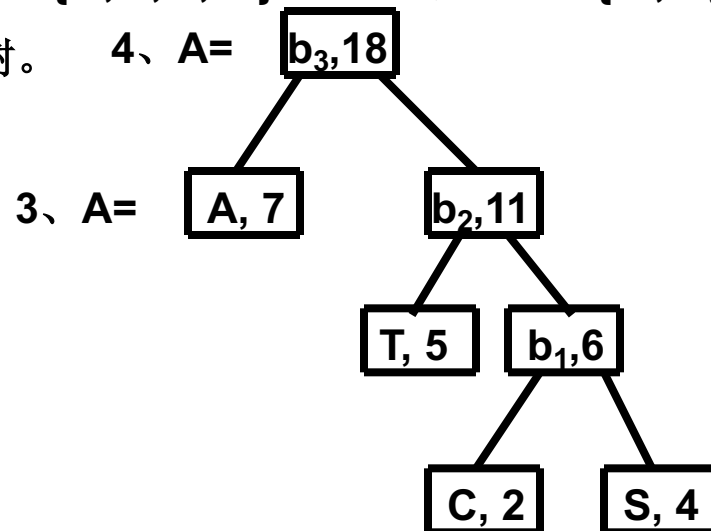 时。 4、A= b₃,18
3、A= A, 7 b₂,11
T, 5 b₁,6
C, 2 S, 4